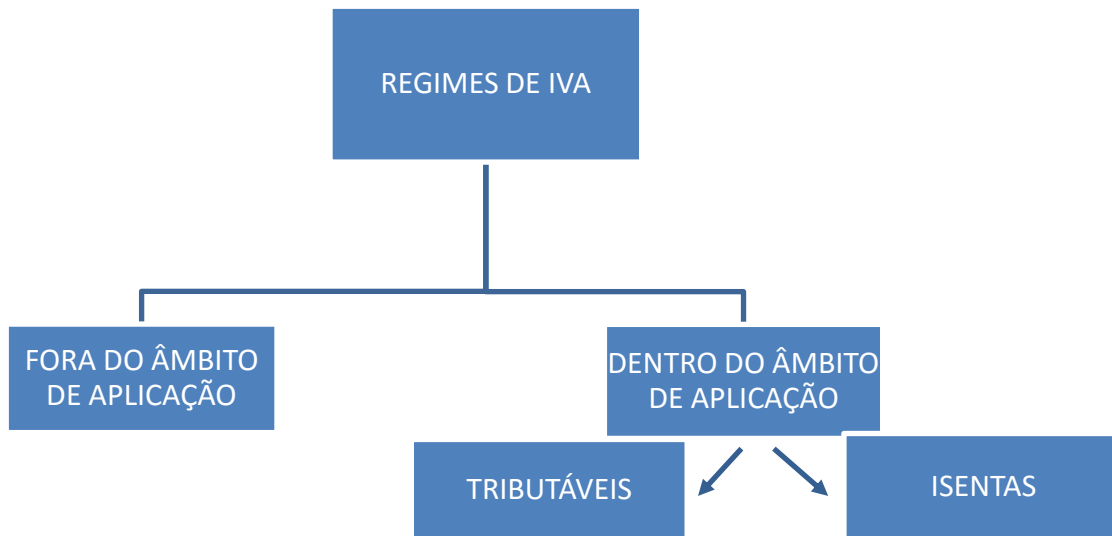 REGIMES DE IVA
FORA DO ÂMBITO
DE APLICAÇÃO
DENTRO DO ÂMBITO
DE APLICAÇÃO
TRIBUTÁVEIS
ISENTAS